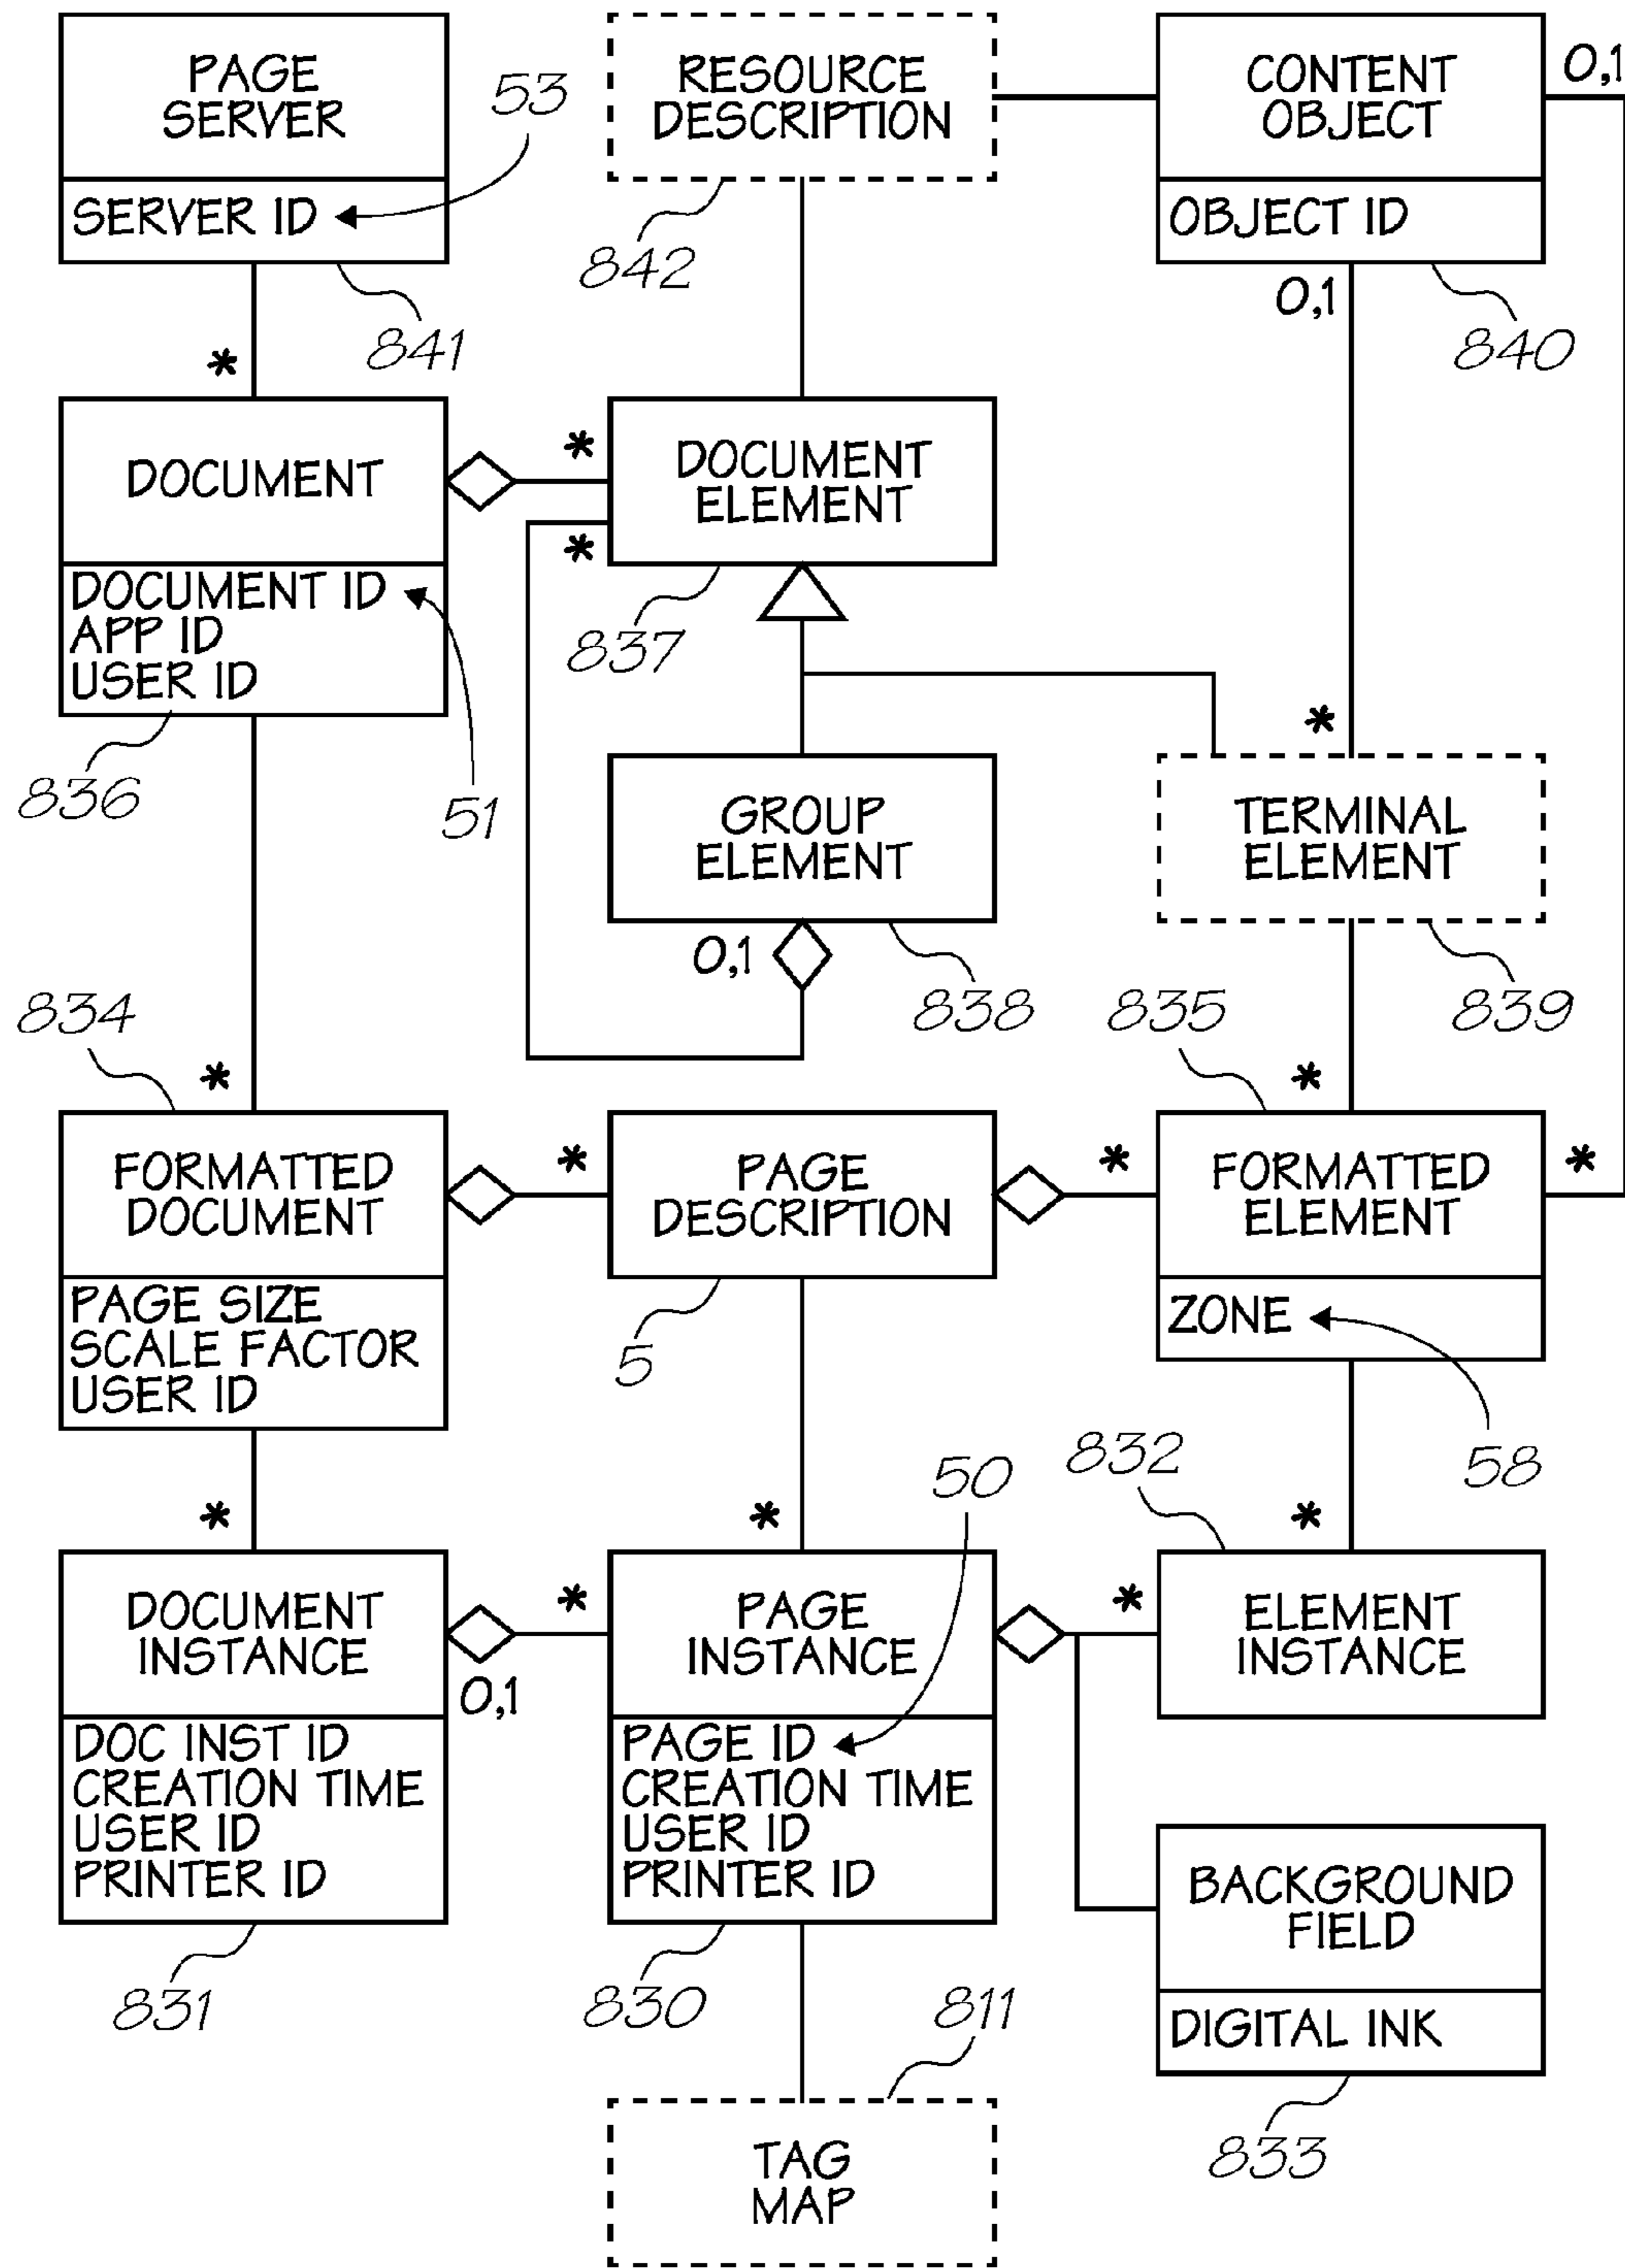 PAGE
SERVER
SERVER ID
53
841
RESOURCE
DESCRIPTION
842
CONTENT
OBJECT
OBJECT ID
0,1
0,1
840
*
DOCUMENT
DOCUMENT ID
APP ID
USER ID
836
51
*
*
DOCUMENT
ELEMENT
837
GROUP
ELEMENT
0,1
838
*
TERMINAL
ELEMENT
839
834
*
FORMATTED
DOCUMENT
PAGE SIZE
SCALE FACTOR
USER ID
*
PAGE
DESCRIPTION
5
835
*
*
*
FORMATTED
ELEMENT
ZONE
58
*
DOCUMENT
INSTANCE
0,1
DOC INST ID
CREATION TIME
USER ID
PRINTER ID
831
*
*
50
PAGE
INSTANCE
PAGE ID
CREATION TIME
USER ID
PRINTER ID
830
832
*
*
ELEMENT
INSTANCE
BACKGROUND
FIELD
DIGITAL INK
833
811
TAG
MAP